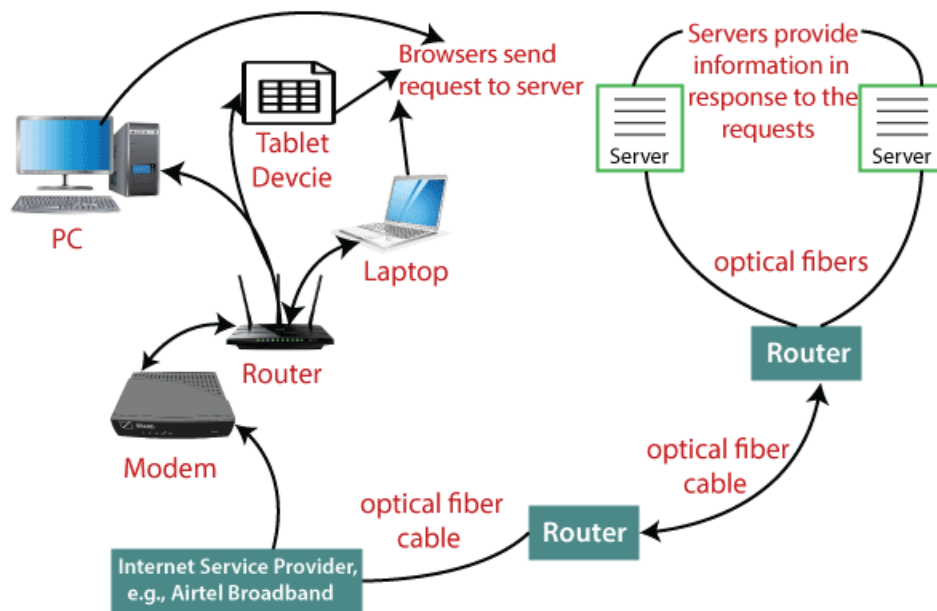 Browsers send
request to server
Servers provide
information in
response to the
requests
Server
Server
Tablet
Devcie
PC
Laptop
optical fibers
Router
Router
Modem
optical fiber
cable
optical fiber
cable
Router
Internet Service Provider,
e.g., Airtel Broadband